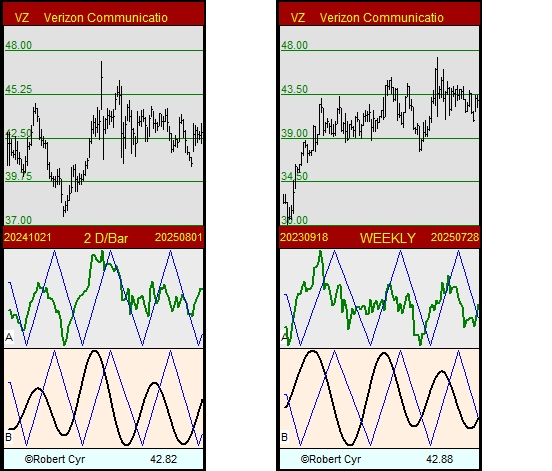 VZ Verizon Communicatio
48.00
45.25
42.50
39.75
37.00
20241021 2 D/Bar 20250801
A
B
©Robert Cyr 42.82
VZ Verizon Communicatio
48.00
43.50
39.00
34.50
30.00
20230918 WEEKLY 20250728
A
B
©Robert Cyr 42.88